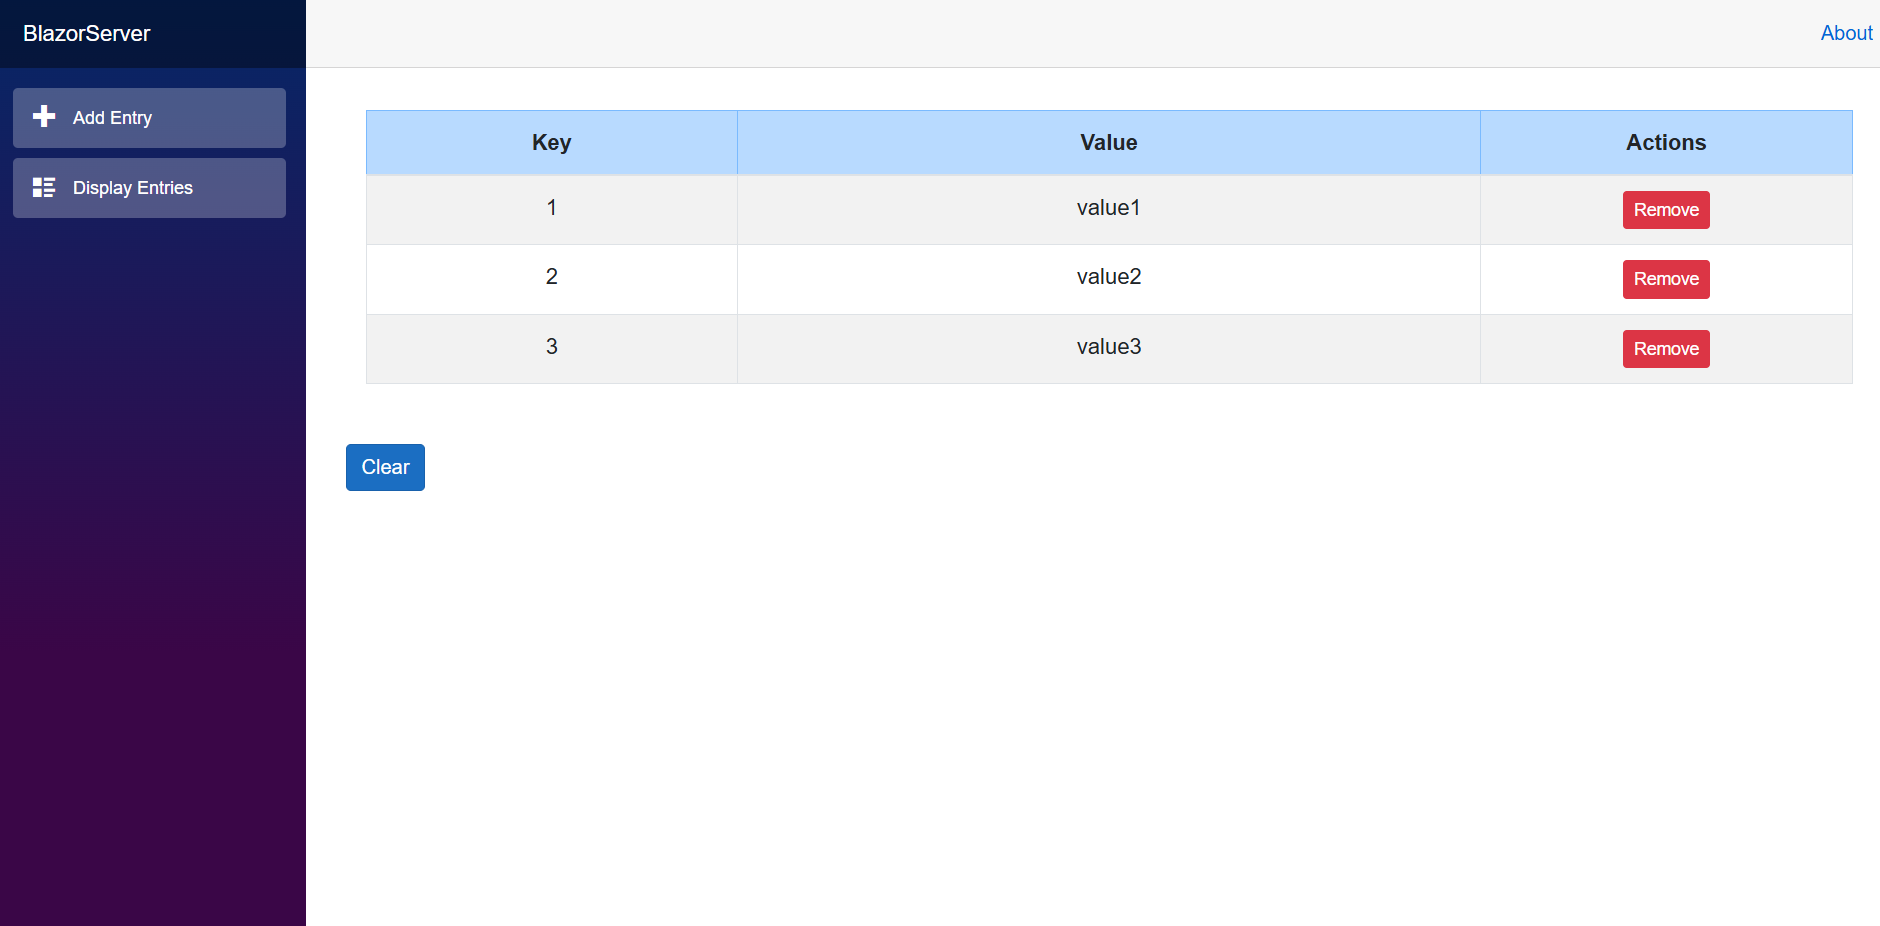 BlazorServer
About
Add Entry
Display Entries
Key Value Actions
1 value1 Remove
2 value2 Remove
3 value3 Remove
Clear